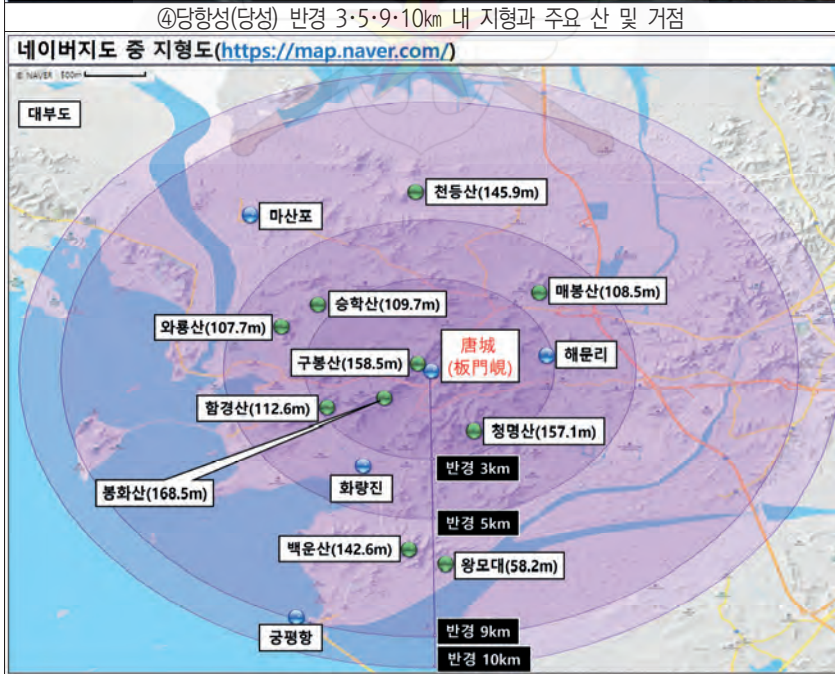 ④당항성(당성) 반경 3·5·9·10㎞ 내 지형과 주요 산 및 거점
네이버지도 중 지형도(https://map.naver.com/)
© NAVER 500m
대부도
천등산(145.9m)
마산포
매봉산(108.5m)
승학산(109.7m)
와룡산(107.7m)
唐城
(板門峴)
해문리
구봉산(158.5m)
함경산(112.6m)
청명산(157.1m)
반경 3km
화량진
봉화산(168.5m)
반경 5km
백운산(142.6m)
왕모대(58.2m)
궁평항
반경 9km
반경 10km